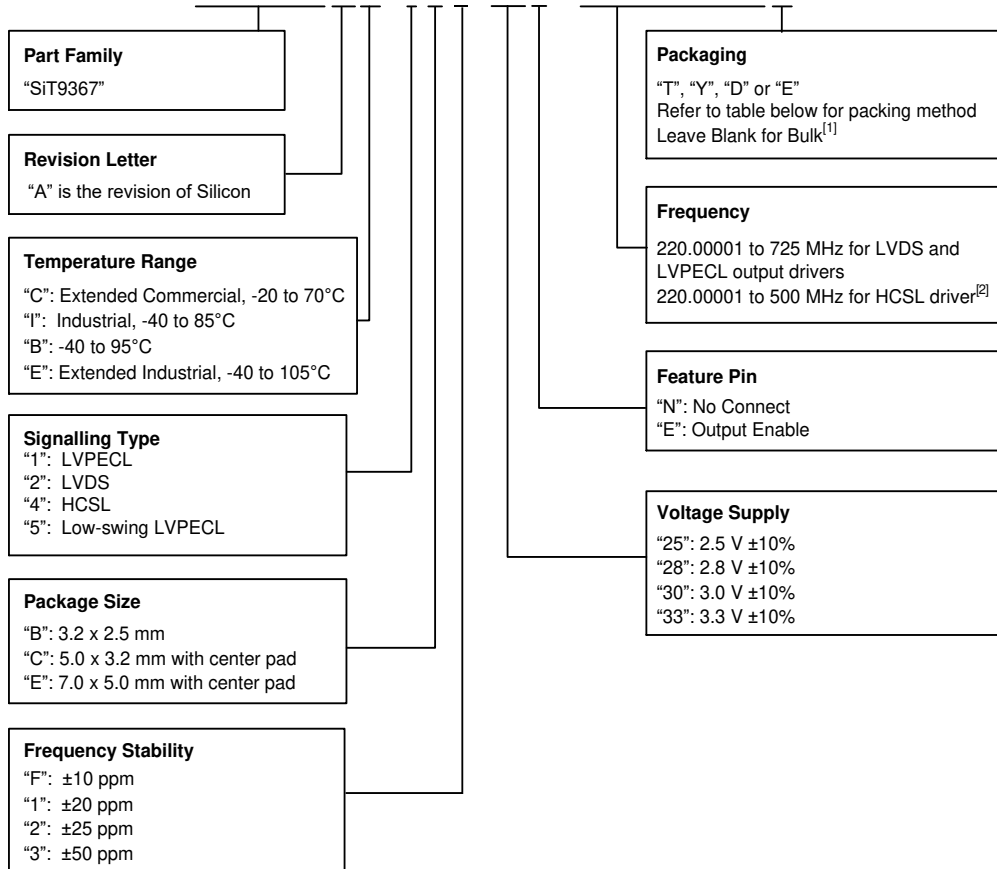 Part Family
“SiT9367”
Revision Letter
“A” is the revision of Silicon
Temperature Range
“C”: Extended Commercial, -20 to 70°C
“I”: Industrial, -40 to 85°C
“B”: -40 to 95°C
“E”: Extended Industrial, -40 to 105°C
Signalling Type
“1”: LVPECL
“2”: LVDS
“4”: HCSL
“5”: Low-swing LVPECL
Package Size
“B”: 3.2 x 2.5 mm
“C”: 5.0 x 3.2 mm with center pad
“E”: 7.0 x 5.0 mm with center pad
Frequency Stability
“F”: ±10 ppm
“1”: ±20 ppm
“2”: ±25 ppm
“3”: ±50 ppm
Packaging
“T”, “Y”, “D” or “E”
Refer to table below for packing method
Leave Blank for Bulk[1]
Frequency
220.00001 to 725 MHz for LVDS and
LVPECL output drivers
220.00001 to 500 MHz for HCSL driver[2]
Feature Pin
“N”: No Connect
“E”: Output Enable
Voltage Supply
“25”: 2.5 V ±10%
“28”: 2.8 V ±10%
“30”: 3.0 V ±10%
“33”: 3.3 V ±10%